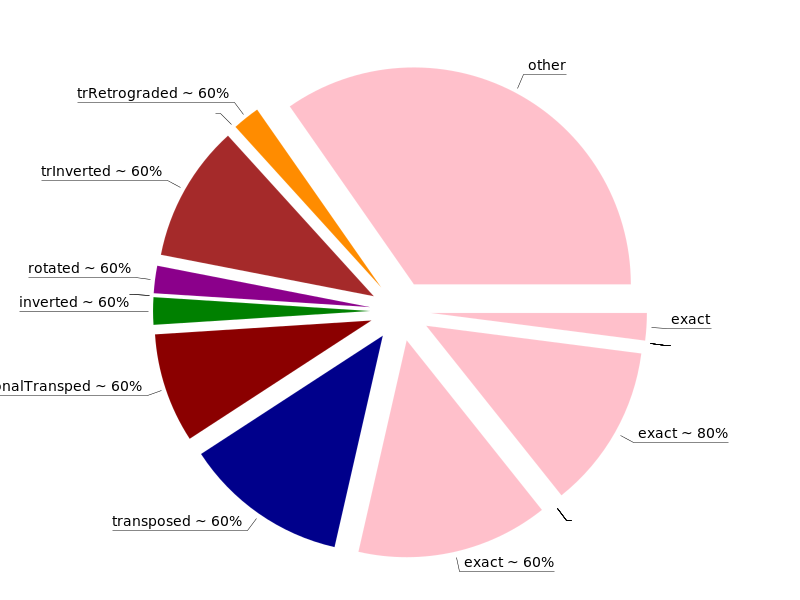 other
trRetrograded ~ 60%
trInverted ~ 60%
rotated ~ 60%
inverted ~ 60%
exact
onalTransped ~ 60%
exact ~ 80%
transposed ~ 60%
exact ~ 60%